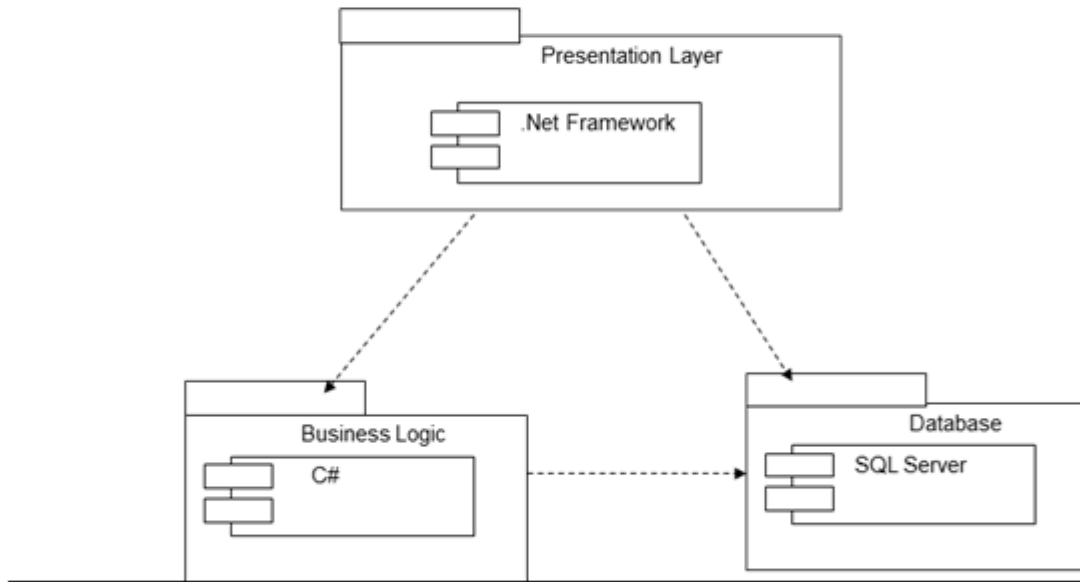 Presentation Layer
.Net Framework
Business Logic
C#
Database
SQL Server